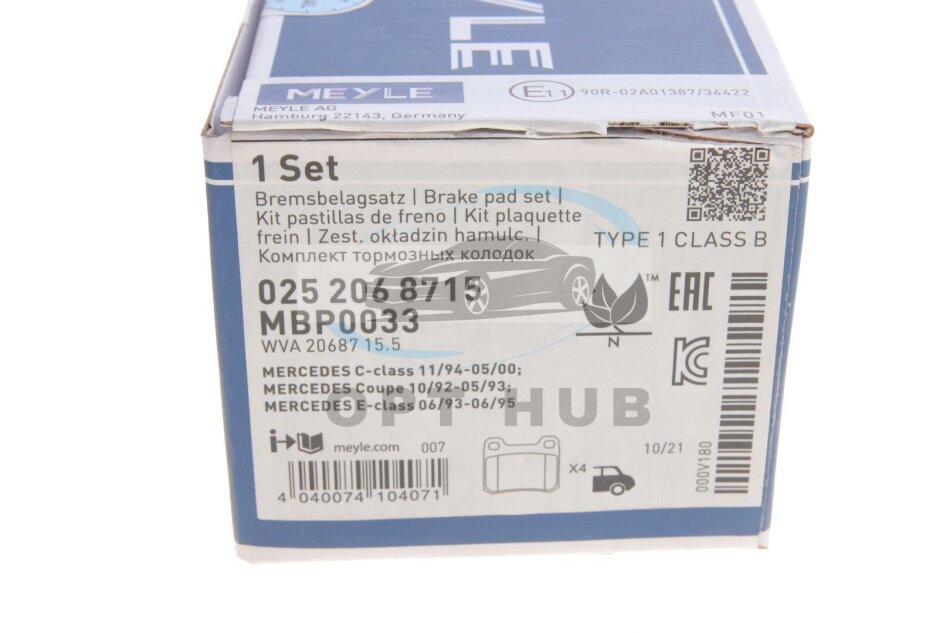 YLE
MEYLE
E11
90R-02A01387/34422
MEYLE AG
Hamburg 22143, Germany
MF01
1 Set
Bremsbelagsatz | Brake pad set |
Kit pastillas de freno | Kit plaquette
frein | Zest. okładzin hamulc. |
Комплект тормозных колодок
TYPE 1 CLASS B
025 206 8715
MBP0033
WVA 20687 15.5
TM
N
EAC
MERCEDES C-class 11/94-05/00;
MERCEDES Coupe 10/92-05/93;
MERCEDES E-class 06/93-06/95
OPT HUB
meyle.com
007
X4
10/21
000V180
4 040074 104071